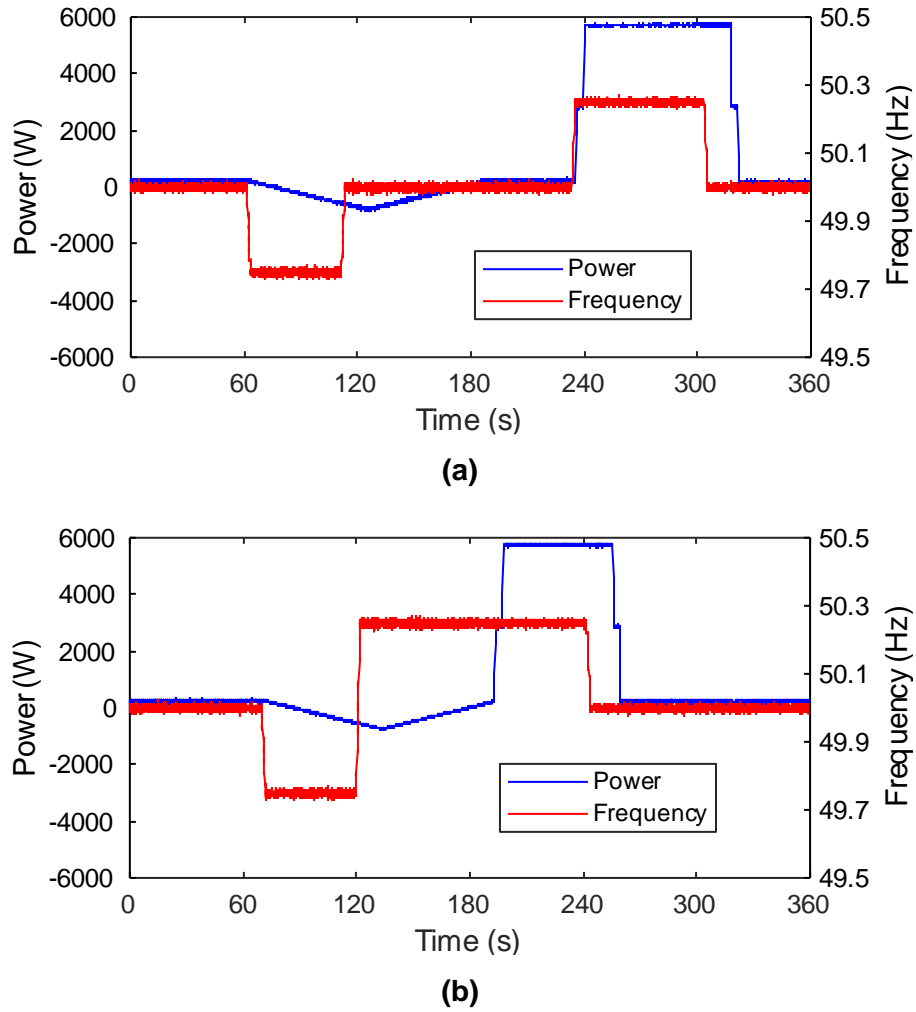 6000
4000
2000
0
-2000
-4000
-6000
Power (W)
50.5
50.3
50.1
49.9
49.7
49.5
Frequency (Hz)
Power
Frequency
0 60 120 180 240 300 360
Time (s)
(a)
6000
4000
2000
0
-2000
-4000
-6000
Power (W)
50.5
50.3
50.1
49.9
49.7
49.5
Frequency (Hz)
Power
Frequency
0 60 120 180 240 300 360
Time (s)
(b)